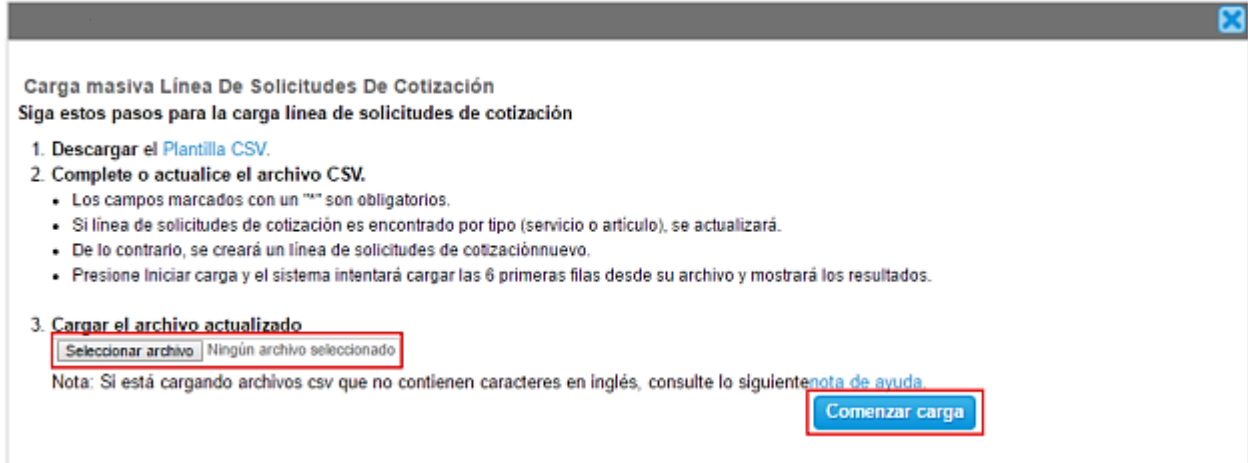 Carga masiva Línea De Solicitudes De Cotización
Siga estos pasos para la carga línea de solicitudes de cotización
1. Descargar el Plantilla CSV.
2. Complete o actualice el archivo CSV.
• Los campos marcados con un "*" son obligatorios.
• Si línea de solicitudes de cotización es encontrado por tipo (servicio o artículo), se actualizará.
• De lo contrario, se creará un línea de solicitudes de cotizaciónnuevo.
• Presione Iniciar carga y el sistema intentará cargar las 6 primeras filas desde su archivo y mostrará los resultados.
3. Cargar el archivo actualizado
Seleccionar archivo Ningún archivo seleccionado
Nota: Si está cargando archivos csv que no contienen caracteres en inglés, consulte lo siguientenota de ayuda.
Comenzar carga